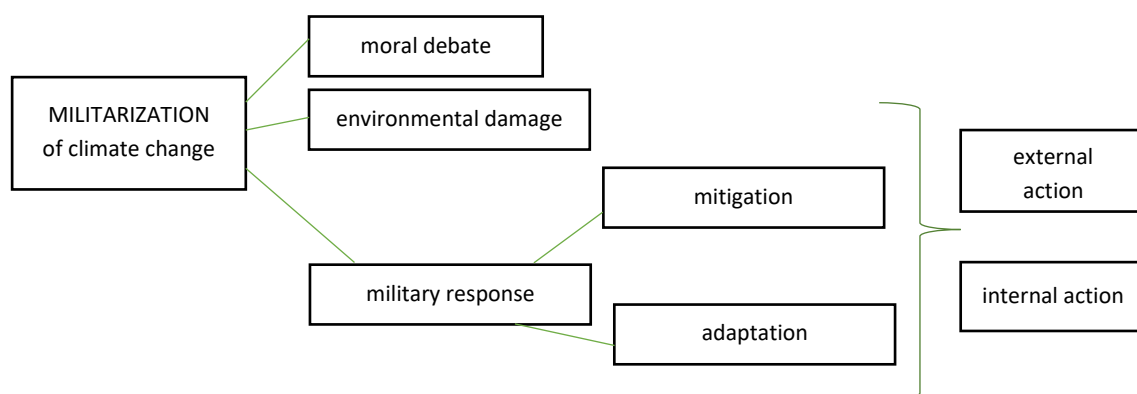 moral debate
MILITARIZATION
of climate change
environmental damage
external
action
mitigation
military response
internal action
adaptation